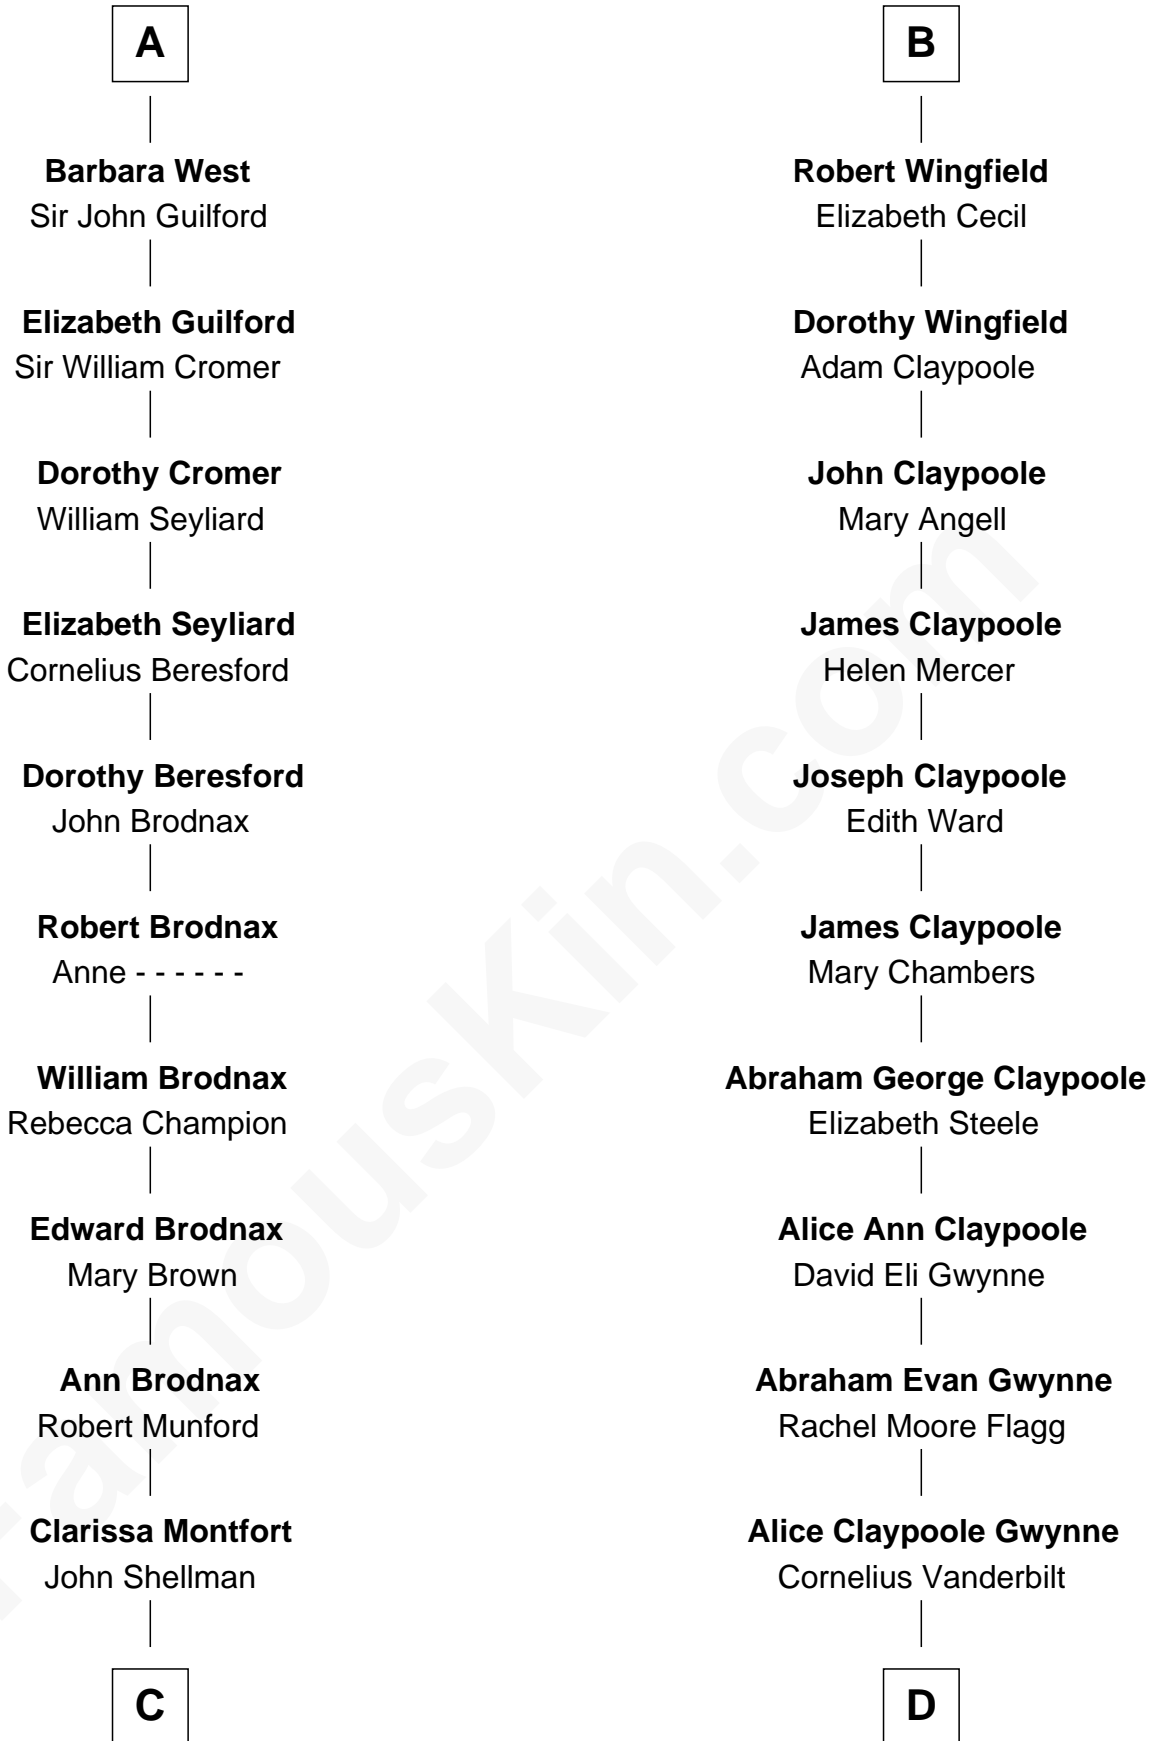 A
Barbara West
Sir John Guilford
Elizabeth Guilford
Sir William Cromer
Dorothy Cromer
William Seyliard
Elizabeth Seyliard
Cornelius Beresford
Dorothy Beresford
John Brodnax
Robert Brodnax
Anne - - - - - -
William Brodnax
Rebecca Champion
Edward Brodnax
Mary Brown
Ann Brodnax
Robert Munford
Clarissa Montfort
John Shellman
C
B
Robert Wingfield
Elizabeth Cecil
Dorothy Wingfield
Adam Claypoole
John Claypoole
Mary Angell
James Claypoole
Helen Mercer
Joseph Claypoole
Edith Ward
James Claypoole
Mary Chambers
Abraham George Claypoole
Elizabeth Steele
Alice Ann Claypoole
David Eli Gwynne
Abraham Evan Gwynne
Rachel Moore Flagg
Alice Claypoole Gwynne
Cornelius Vanderbilt
D
FamousKin.com